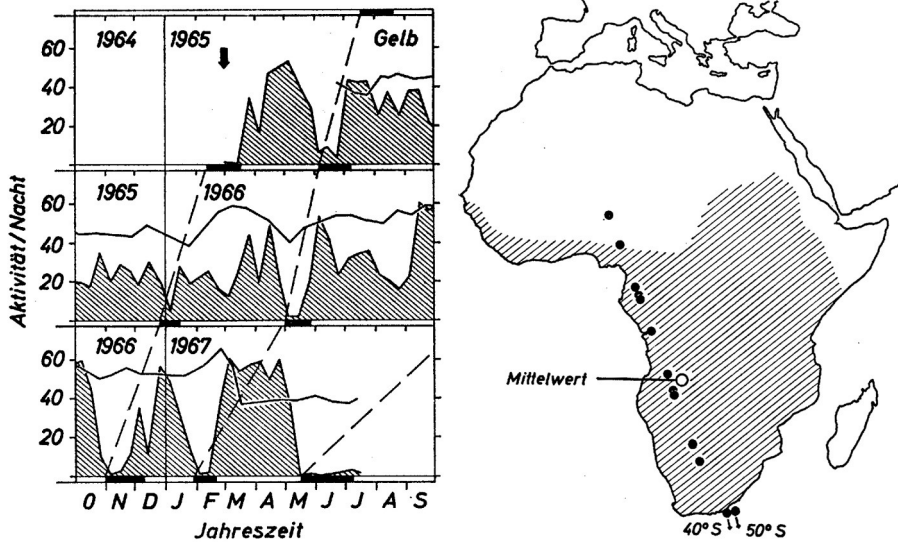 1964 1965 Gelb
60
40
20
1965 1966
60
40
20
1966 1967
60
40
20
Aktivität/Nacht
O N D J F M A M J J A S
Jahreszeit
Mittelwert
40° S 50° S